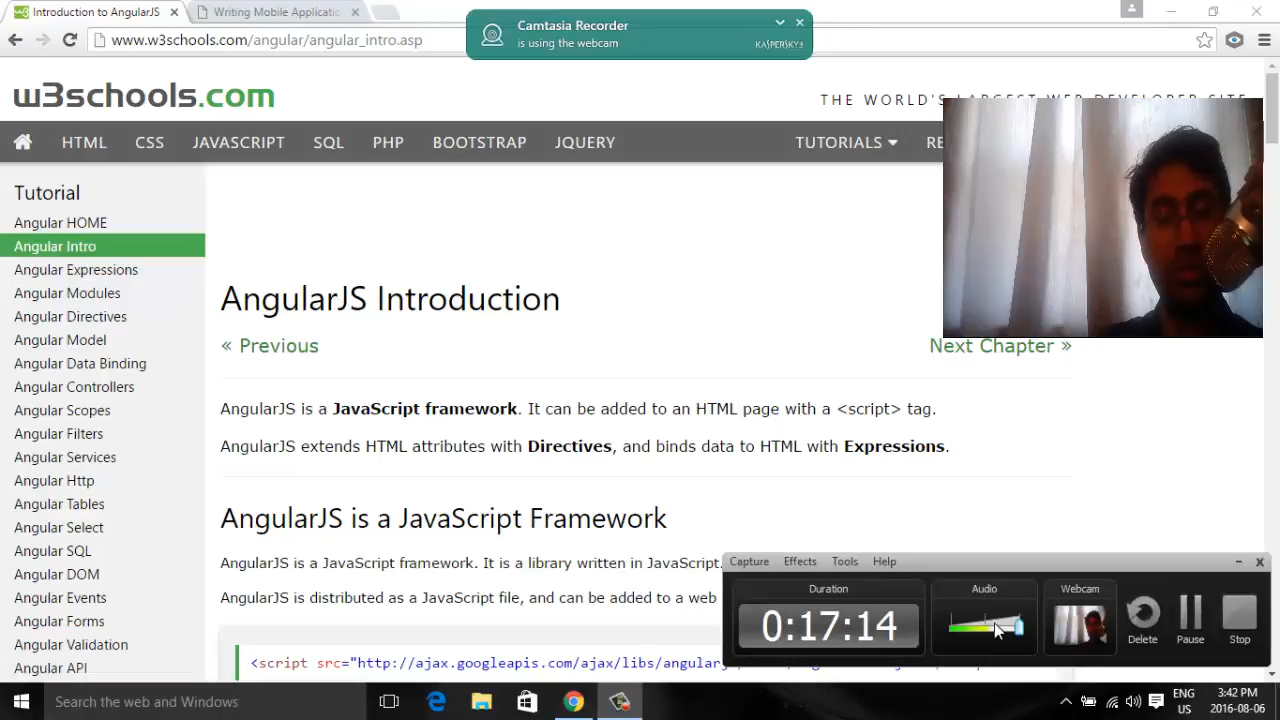 Introduction to AngularJS
Writing Mobile Applicatio
www.w3schools.com/angular/angular_intro.asp
Camtasia Recorder
is using the webcam
KASPERSKY
w3schools.com
THE WORLD'S LARGEST WEB DEVELOPER SITE
HTML CSS JAVASCRIPT SQL PHP BOOTSTRAP JQUERY TUTORIALS RE
Tutorial
Angular HOME
Angular Intro
Angular Expressions
Angular Modules
Angular Directives
Angular Model
Angular Data Binding
Angular Controllers
Angular Scopes
Angular Filters
Angular Services
Angular Http
Angular Tables
Angular Select
Angular SQL
Angular DOM
Angular Events
Angular Forms
Angular Validation
Angular API
AngularJS Introduction
« Previous
Next Chapter »
AngularJS is a JavaScript framework. It can be added to an HTML page with a <script> tag.
AngularJS extends HTML attributes with Directives, and binds data to HTML with Expressions.
AngularJS is a JavaScript Framework
AngularJS is a JavaScript framework. It is a library written in JavaScript.
AngularJS is distributed as a JavaScript file, and can be added to a web
<script src="http://ajax.googleapis.com/ajax/libs/angular
Capture Effects Tools Help
Duration
0:17:14
Audio
Webcam
Delete
Pause
Stop
Search the web and Windows
ENG
US
3:42 PM
2016-08-06